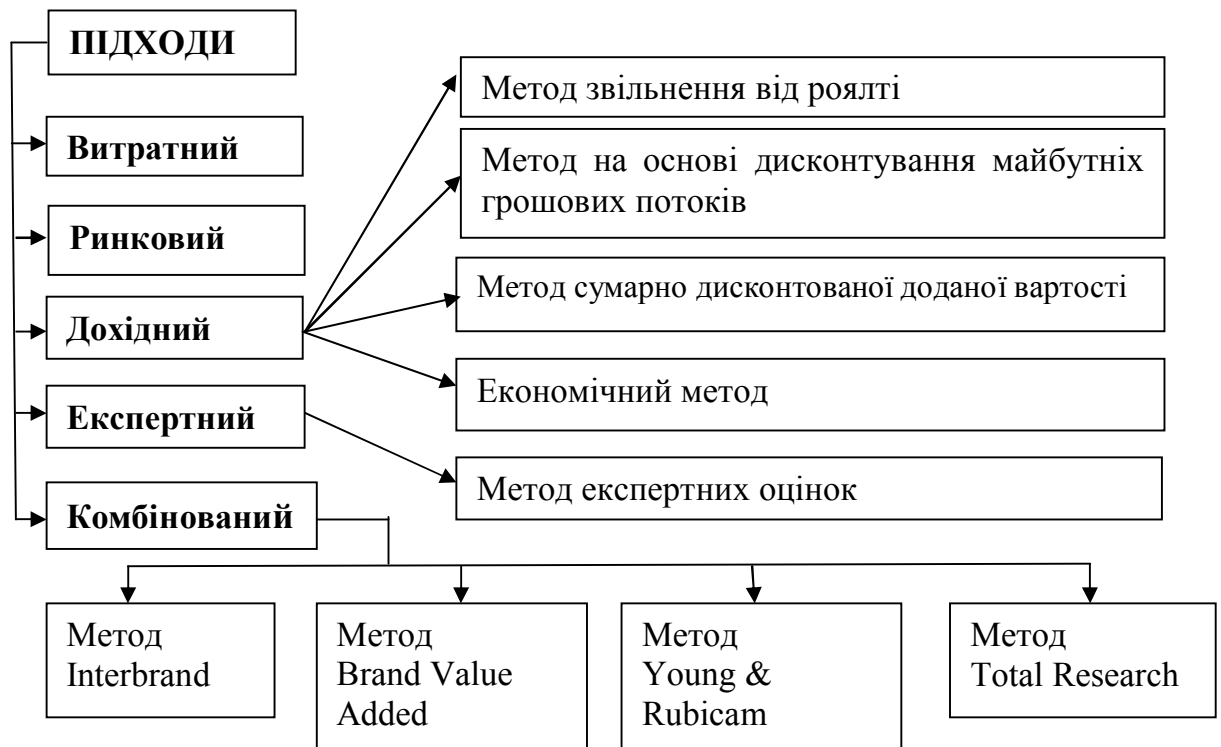 ПІДХОДИ
Витратний
Ринковий
Дохідний
Експертний
Комбінований
Метод звільнення від роялті
Метод на основі дисконтування майбутніх
грошових потоків
Метод сумарно дисконтованої доданої вартості
Економічний метод
Метод експертних оцінок
Метод
Interbrand
Метод
Brand Value
Added
Метод
Young &
Rubicam
Метод
Total Research